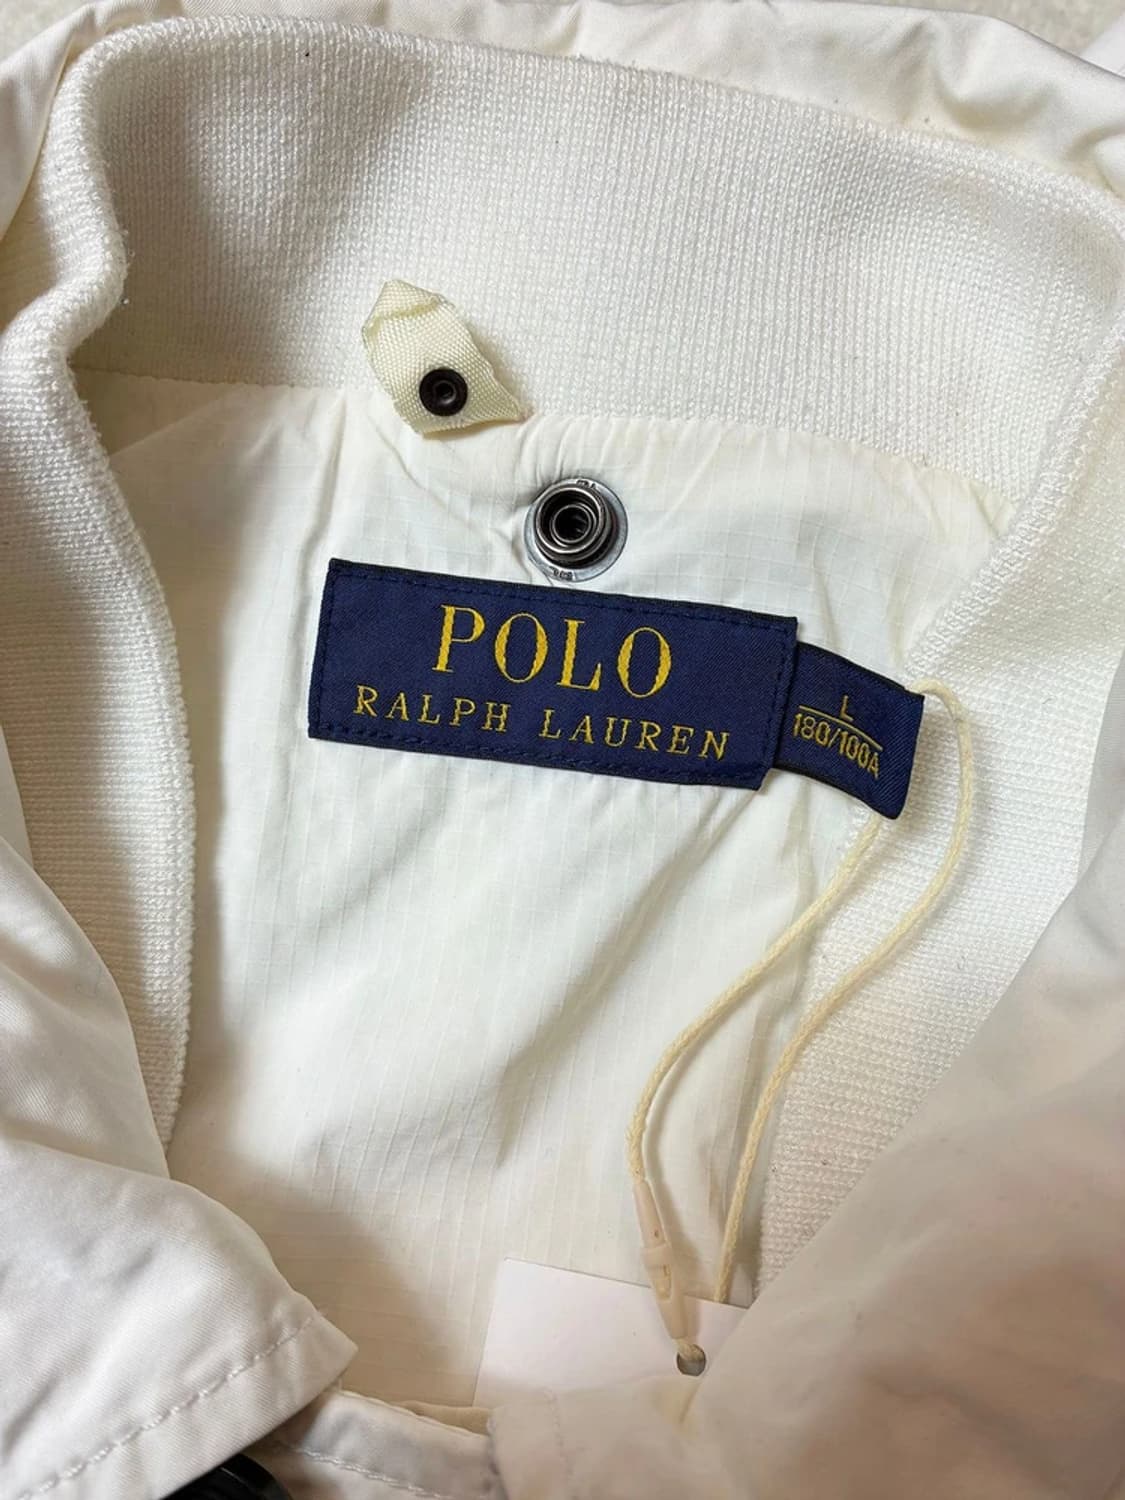 POLO
RALPH LAUREN
L
180/100A